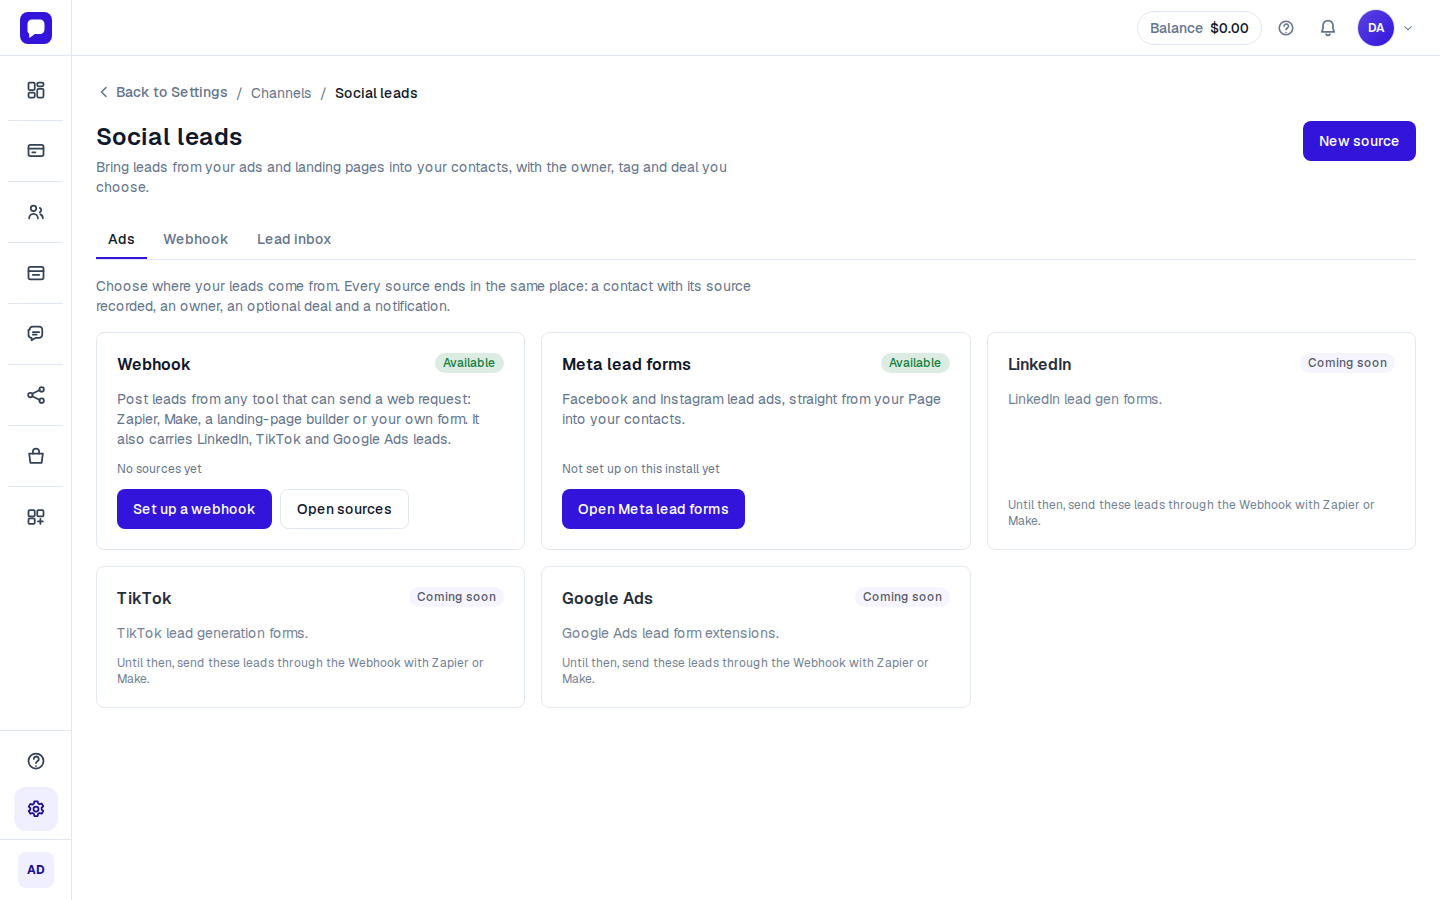 Balance $0.00
DA
Back to Settings / Channels / Social leads
Social leads
New source
Bring leads from your ads and landing pages into your contacts, with the owner, tag and deal you
choose.
Ads
Webhook
Lead inbox
Choose where your leads come from. Every source ends in the same place: a contact with its source
recorded, an owner, an optional deal and a notification.
Webhook
Available
Post leads from any tool that can send a web request:
Zapier, Make, a landing-page builder or your own form. It
also carries LinkedIn, TikTok and Google Ads leads.
No sources yet
Set up a webhook
Open sources
Meta lead forms
Available
Facebook and Instagram lead ads, straight from your Page
into your contacts.
Not set up on this install yet
Open Meta lead forms
LinkedIn
Coming soon
LinkedIn lead gen forms.
Until then, send these leads through the Webhook with Zapier or
Make.
TikTok
Coming soon
TikTok lead generation forms.
Until then, send these leads through the Webhook with Zapier or
Make.
Google Ads
Coming soon
Google Ads lead form extensions.
Until then, send these leads through the Webhook with Zapier or
Make.
AD